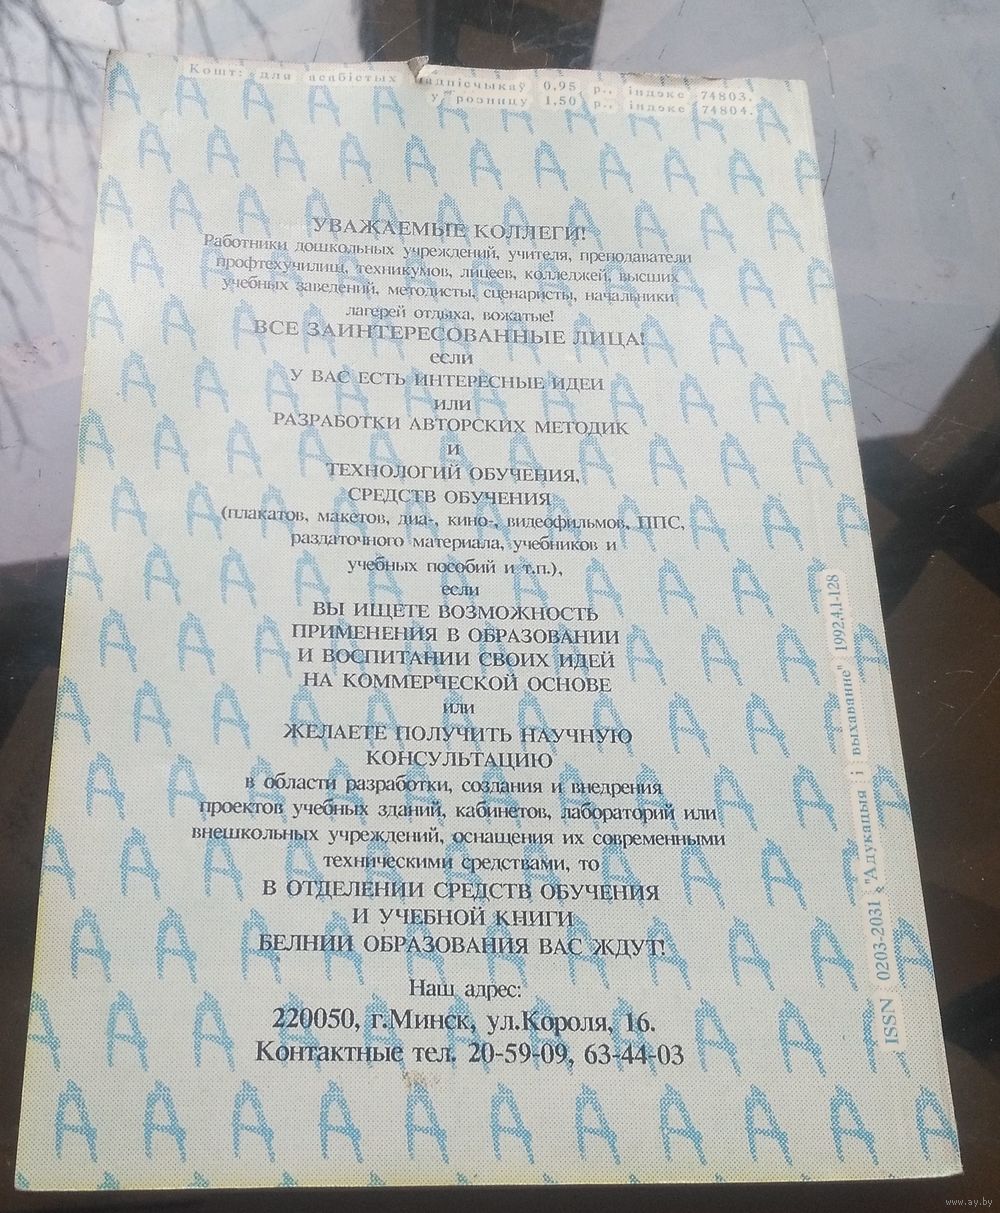 Кошт: для асабістых падпісчыкаў 0,95 р., індэкс 74803.
у розницу 1,50 р., індэкс 74804.
УВАЖАЕМЫЕ КОЛЛЕГИ!
Работники дошкольных учреждений, учителя, преподаватели
профтехучилищ, техникумов, лицеев, колледжей, высших
учебных заведений, методисты, сценаристы, начальники
лагерей отдыха, вожатые!
ВСЕ ЗАИНТЕРЕСОВАННЫЕ ЛИЦА!
если
У ВАС ЕСТЬ ИНТЕРЕСНЫЕ ИДЕИ
или
РАЗРАБОТКИ АВТОРСКИХ МЕТОДИК
И
ТЕХНОЛОГИЙ ОБУЧЕНИЯ,
СРЕДСТВ ОБУЧЕНИЯ
(плакатов, макетов, диа-, кино-, видеофильмов, ППС,
раздаточного материала, учебников и
учебных пособий и т.п.),
если
ВЫ ИЩЕТЕ ВОЗМОЖНОСТЬ
ПРИМЕНЕНИЯ В ОБРАЗОВАНИИ
И ВОСПИТАНИИ СВОИХ ИДЕЙ
НА КОММЕРЧЕСКОЙ ОСНОВЕ
или
ЖЕЛАЕТЕ ПОЛУЧИТЬ НАУЧНУЮ
КОНСУЛЬТАЦИЮ
в области разработки, создания и внедрения
проектов учебных зданий, кабинетов, лабораторий или
внешкольных учреждений, оснащения их современными
техническими средствами, то
В ОТДЕЛЕНИИ СРЕДСТВ ОБУЧЕНИЯ
И УЧЕБНОЙ КНИГИ
БЕЛНИИ ОБРАЗОВАНИЯ ВАС ЖДУТ!
Наш адрес:
220050, г.Минск, ул.Короля, 16.
Контактные тел. 20-59-09, 63-44-03
ISSN 0203-2031 "Адукацыя і выхаванне" 1992.4.1-128
www.ay.by